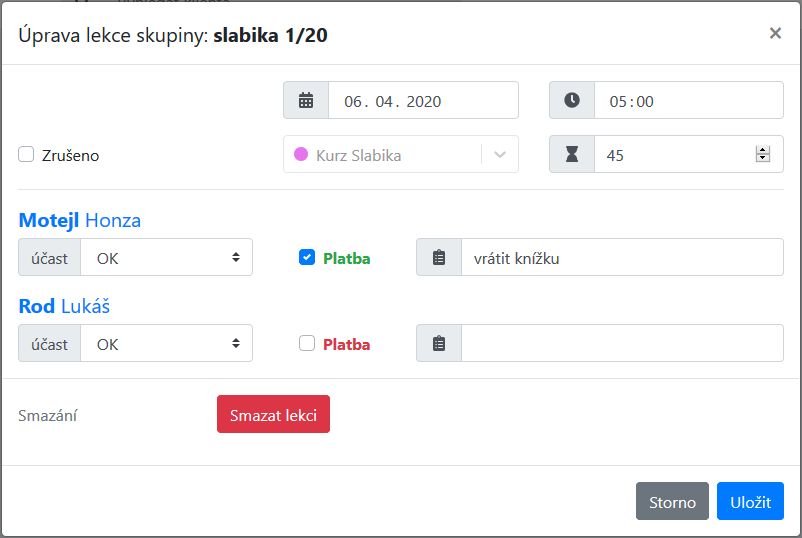 Úprava lekce skupiny: slabika 1/20 ×
06. 04. 2020 05:00
Zrušeno Kurz Slabika 45
Motejl Honza
účast OK Platba vrátit knížku
Rod Lukáš
účast OK Platba
Smazání Smazat lekci
Storno Uložit